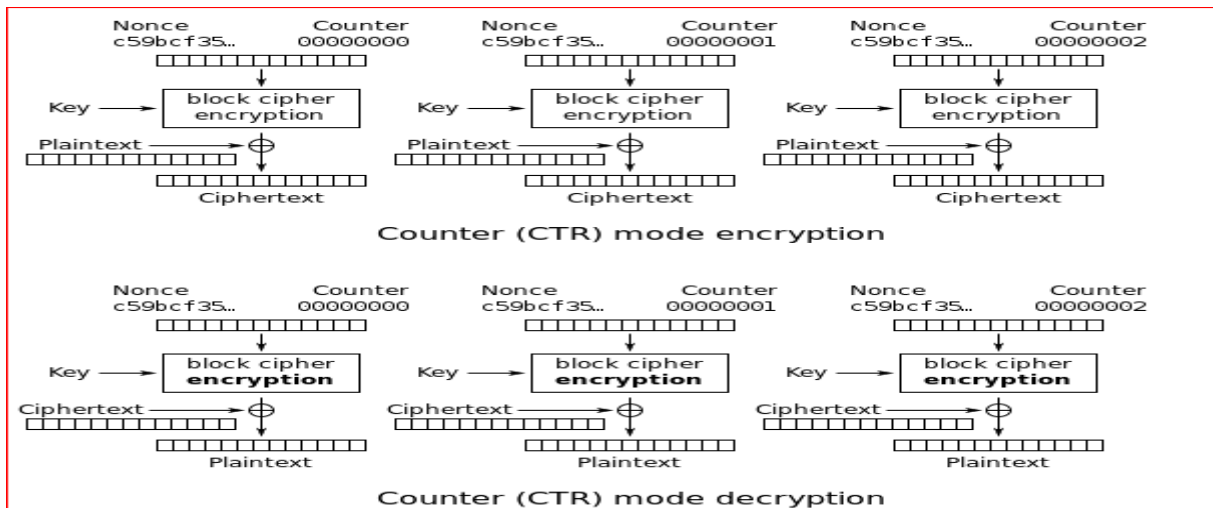 Nonce Counter Nonce Counter Nonce Counter
c59bcf35… 00000000 c59bcf35… 00000001 c59bcf35… 00000002
Key block cipher encryption Key block cipher encryption Key block cipher encryption
Plaintext Plaintext Plaintext
Ciphertext Ciphertext Ciphertext
Counter (CTR) mode encryption
Nonce Counter Nonce Counter Nonce Counter
c59bcf35… 00000000 c59bcf35… 00000001 c59bcf35… 00000002
Key block cipher encryption Key block cipher encryption Key block cipher encryption
Ciphertext Ciphertext Ciphertext
Plaintext Plaintext Plaintext
Counter (CTR) mode decryption